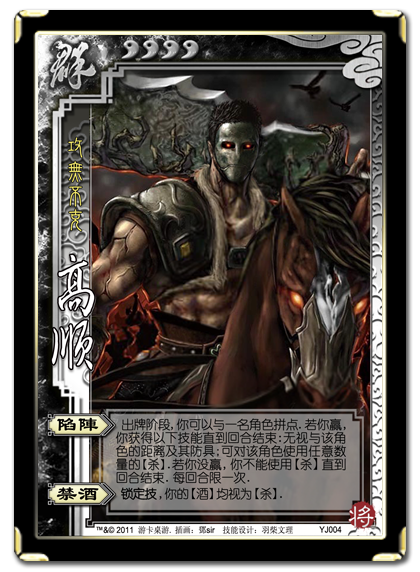 群
攻無不克
高順
陷陣
出牌阶段,你可以与一名角色拼点.若你赢,
你获得以下技能直到回合结束:无视与该角
色的距离及其防具;可对该角色使用任意数
量的【杀】.若你没赢,你不能使用【杀】直到
回合结束.每回合限一次.
禁酒
锁定技,你的【酒】均视为【杀】.
™&© 2011 游卡桌游. 插画: 鄧sir 技能设计: 羽柴文理 YJ004
将